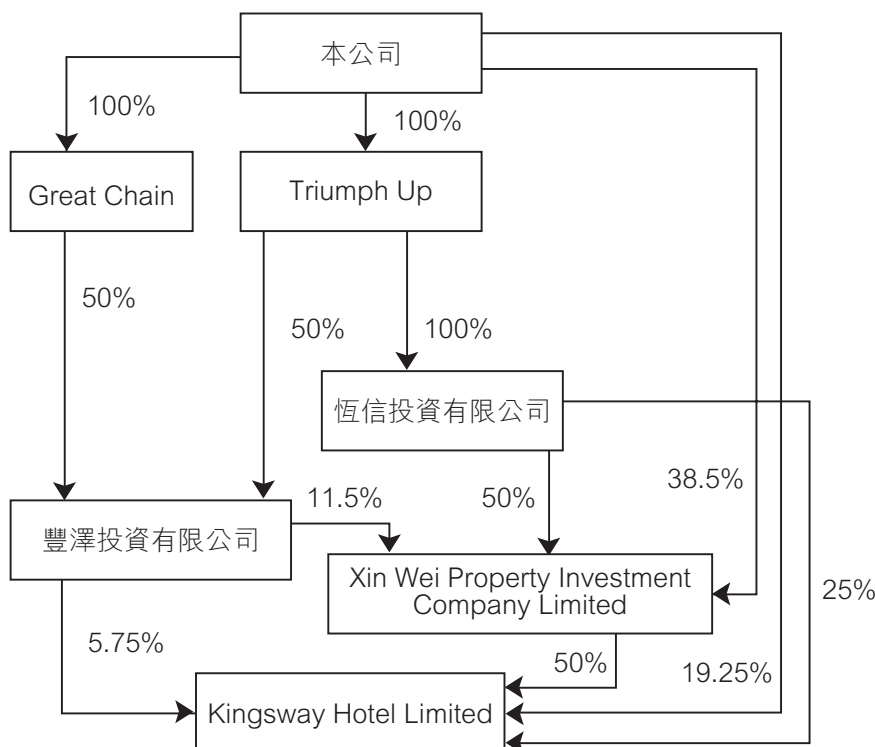 本公司
100%
100%
Great Chain
Triumph Up
50%
50%
100%
恆信投資有限公司
11.5%
50%
38.5%
豐澤投資有限公司
Xin Wei Property Investment
Company Limited
25%
5.75%
50%
19.25%
Kingsway Hotel Limited